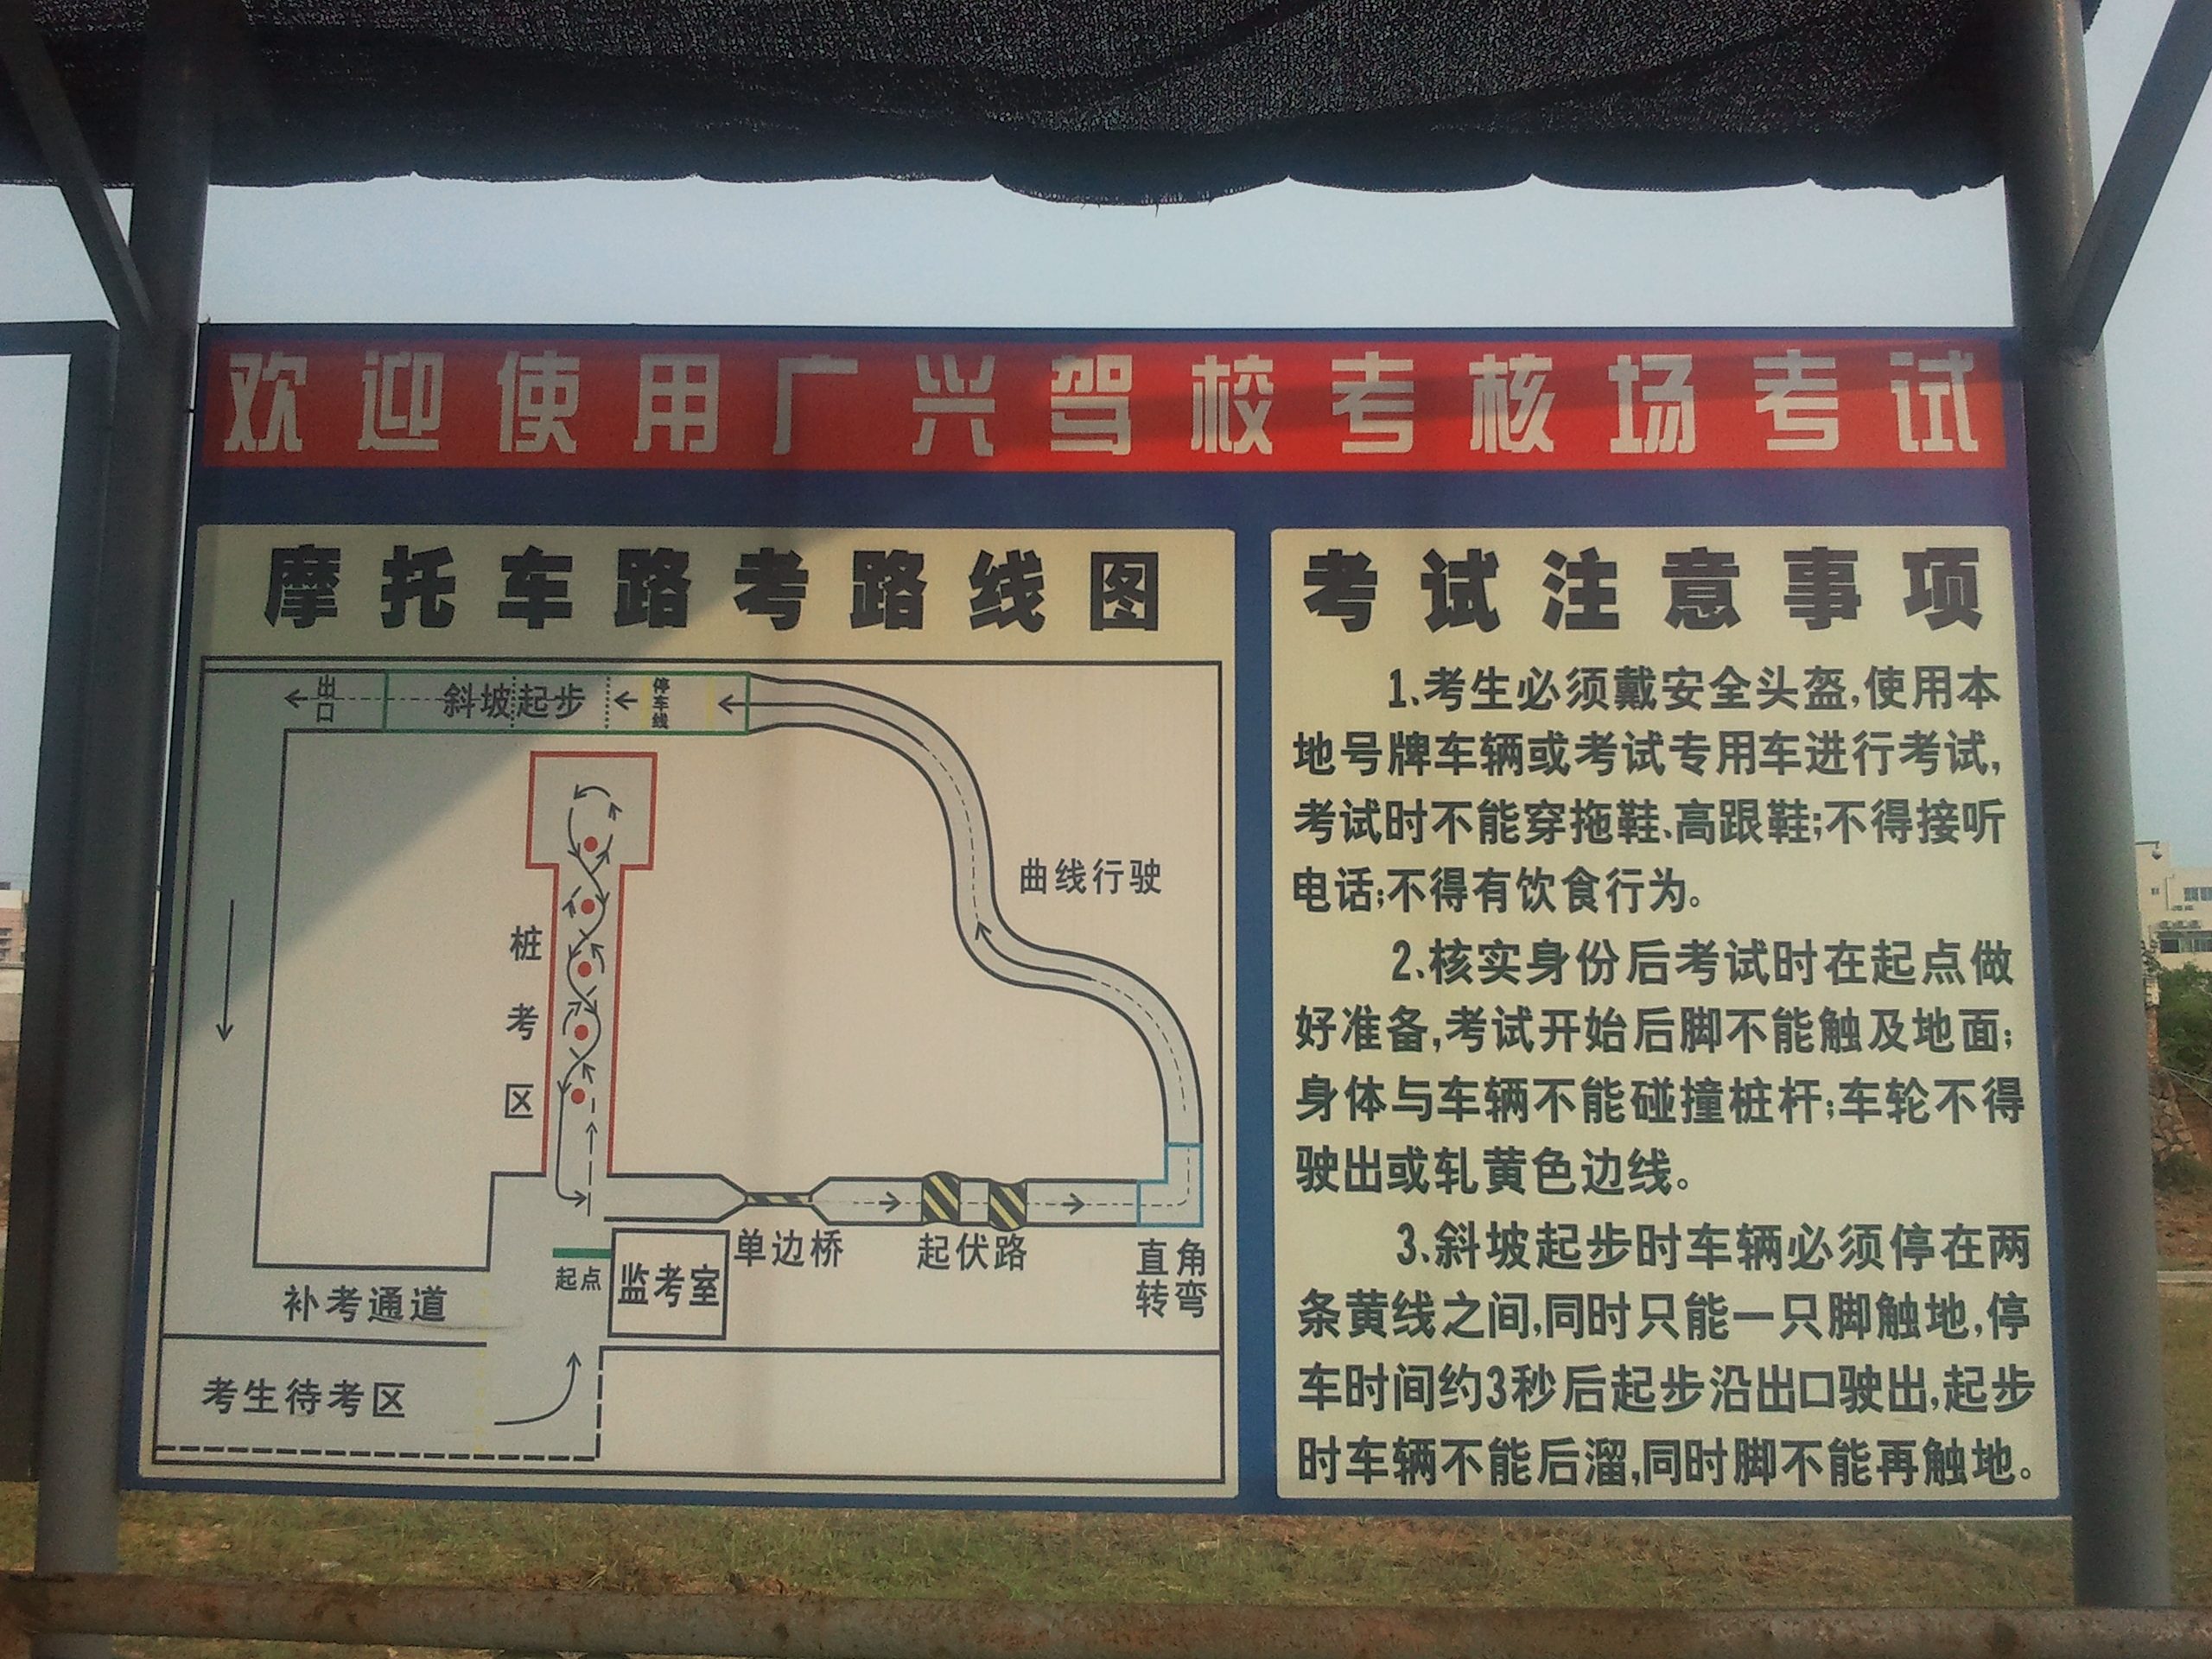 欢迎使用广兴驾校考核场考试
摩托车路考路线图
出口
斜坡起步
停车线
曲线行驶
桩考区
单边桥
起伏路
直角
转弯
起点
监考室
补考通道
考生待考区
考试注意事项
1、考生必须戴安全头盔,使用本
地号牌车辆或考试专用车进行考试,
考试时不能穿拖鞋、高跟鞋;不得接听
电话;不得有饮食行为。
2、核实身份后考试时在起点做
好准备,考试开始后脚不能触及地面;
身体与车辆不能碰撞桩杆;车轮不得
驶出或轧黄色边线。
3、斜坡起步时车辆必须停在两
条黄线之间,同时只能一只脚触地,停
车时间约3秒后起步沿出口驶出,起步
时车辆不能后溜,同时脚不能再触地。